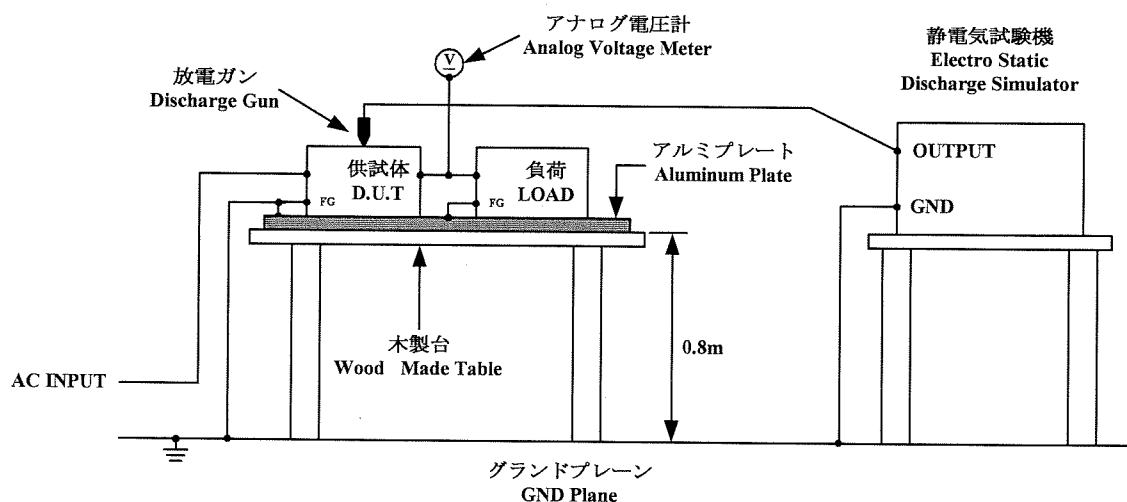 アナログ電圧計
Analog Voltage Meter
V
静電気試験機
Electro Static
Discharge Simulator
放電ガン
Discharge Gun
OUTPUT
GND
アルミプレート
Aluminum Plate
供試体
D.U.T
FG
負荷
LOAD
FG
木製台
Wood Made Table
0.8m
AC INPUT
グランドプレーン
GND Plane